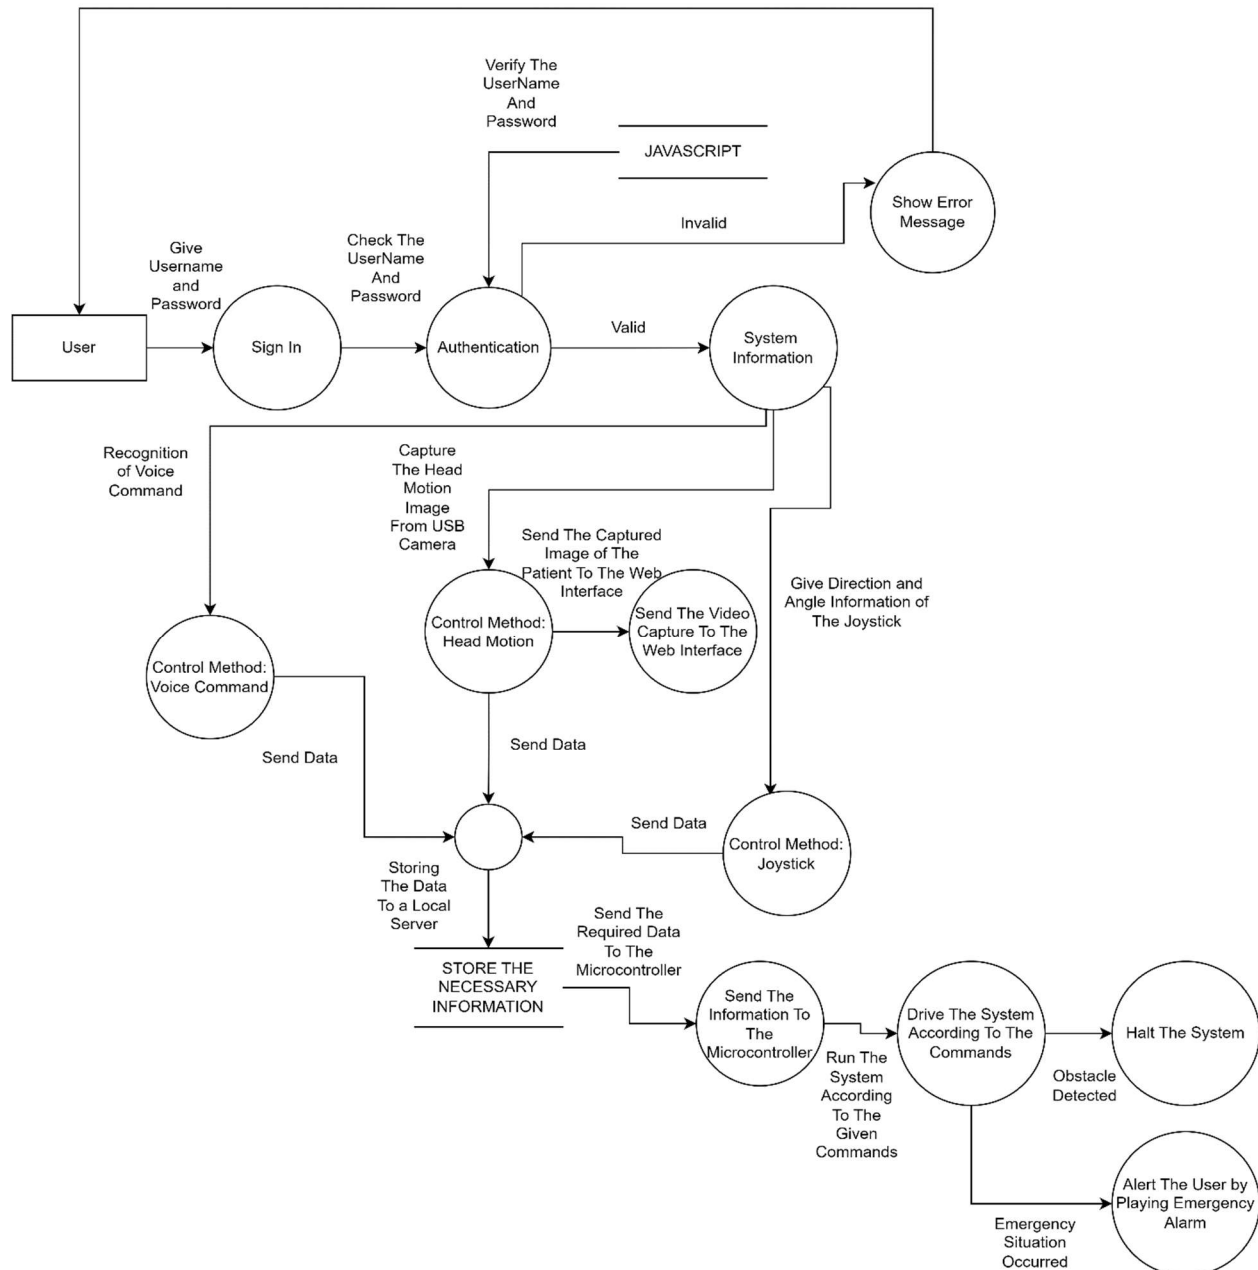 Verify The
UserName
And
Password
JAVASCRIPT
Show Error
Message
Invalid
Give
Username
and
Password
Check The
UserName
And
Password
User
Sign In
Authentication
Valid
System
Information
Recognition
of Voice
Command
Capture
The Head
Motion
Image
From USB
Camera
Send The Captured
Image of The
Patient To The Web
Interface
Give Direction and
Angle Information of
The Joystick
Control Method:
Head Motion
Send The Video
Capture To The
Web Interface
Control Method:
Voice Command
Send Data
Send Data
Send Data
Control Method:
Joystick
Storing
The Data
To a Local
Server
Send The
Required Data
To The
Microcontroller
STORE THE
NECESSARY
INFORMATION
Send The
Information To
The
Microcontroller
Drive The System
According To The
Commands
Halt The System
Run The
System
According
To The
Given
Commands
Obstacle
Detected
Alert The User by
Playing Emergency
Alarm
Emergency
Situation
Occurred